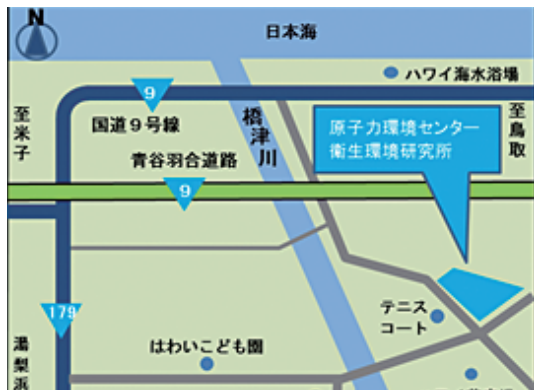 N
日本海
ハワイ海水浴場
9
至米子
国道9号線
橋津川
原子力環境センター
衛生環境研究所
至鳥取
青谷羽合道路
9
179
テニス
コート
はわいこども園
湯梨浜